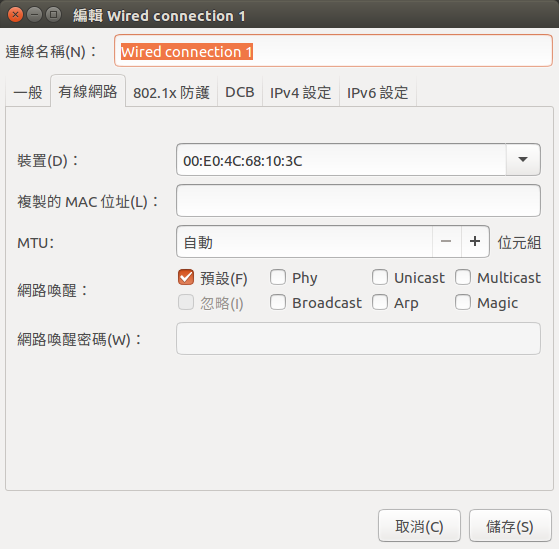 編輯 Wired connection 1
連線名稱(N)： Wired connection 1
一般 有線網路 802.1x 防護 DCB IPv4 設定 IPv6 設定
裝置(D)： 00:E0:4C:68:10:3C
複製的 MAC 位址(L)：
MTU: 自動 − + 位元組
網路喚醒： 預設(F) Phy Unicast Multicast
忽略(I) Broadcast Arp Magic
網路喚醒密碼(W)：
取消(C) 儲存(S)